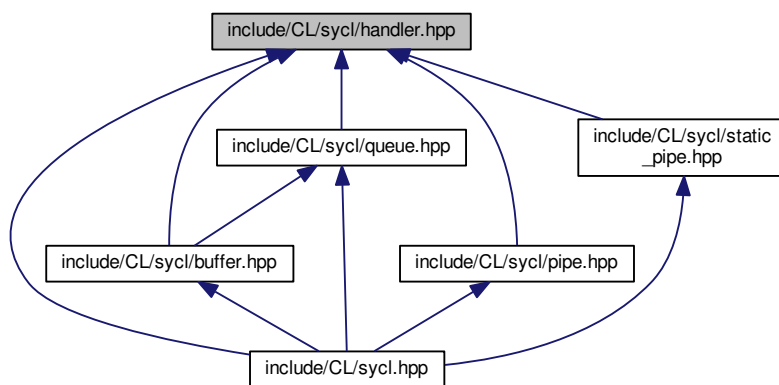 include/CL/sycl/handler.hpp
include/CL/sycl/queue.hpp
include/CL/sycl/static
_pipe.hpp
include/CL/sycl/buffer.hpp
include/CL/sycl/pipe.hpp
include/CL/sycl.hpp